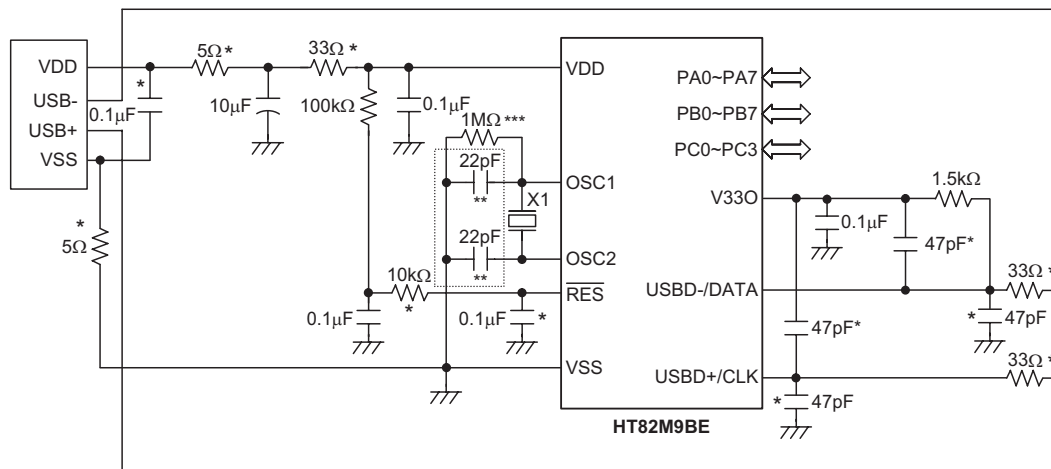 VDD
USB-
USB+
VSS
*
0.1μF
5Ω *
10μF
33Ω *
100kΩ
0.1μF
1MΩ ***
22pF
**
X1
22pF
**
*
5Ω
10kΩ
*
0.1μF
0.1μF
*
VDD
OSC1
OSC2
RES
VSS
PA0~PA7
PB0~PB7
PC0~PC3
V33O
USBD-/DATA
USBD+/CLK
HT82M9BE
0.1μF
1.5kΩ
47pF*
33Ω *
*
47pF
47pF*
33Ω *
*
47pF